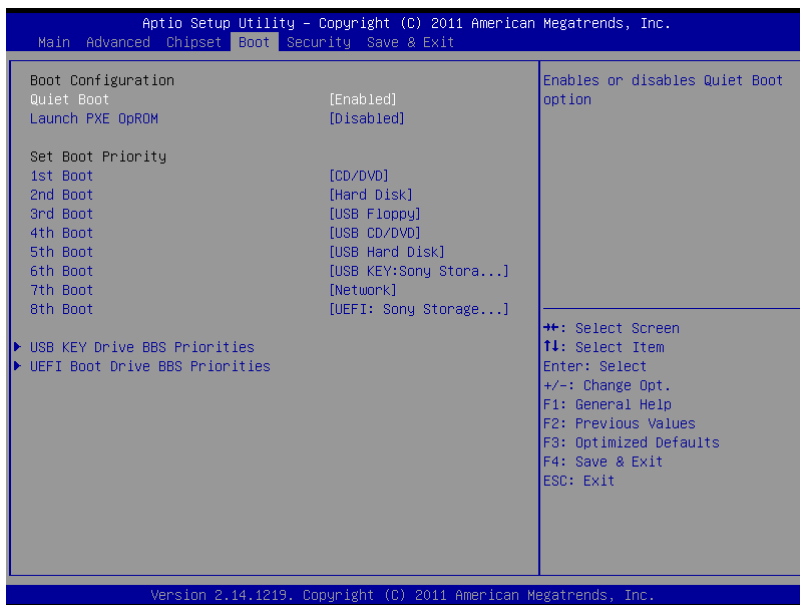 Aptio Setup Utility – Copyright (C) 2011 American Megatrends, Inc.
Main Advanced Chipset Boot Security Save & Exit
Boot Configuration
Quiet Boot [Enabled]
Launch PXE OpROM [Disabled]
Set Boot Priority
1st Boot [CD/DVD]
2nd Boot [Hard Disk]
3rd Boot [USB Floppy]
4th Boot [USB CD/DVD]
5th Boot [USB Hard Disk]
6th Boot [USB KEY:Sony Stora...]
7th Boot [Network]
8th Boot [UEFI: Sony Storage...]
USB KEY Drive BBS Priorities
UEFI Boot Drive BBS Priorities
Enables or disables Quiet Boot
option
→←: Select Screen
↑↓: Select Item
Enter: Select
+/-: Change Opt.
F1: General Help
F2: Previous Values
F3: Optimized Defaults
F4: Save & Exit
ESC: Exit
Version 2.14.1219. Copyright (C) 2011 American Megatrends, Inc.